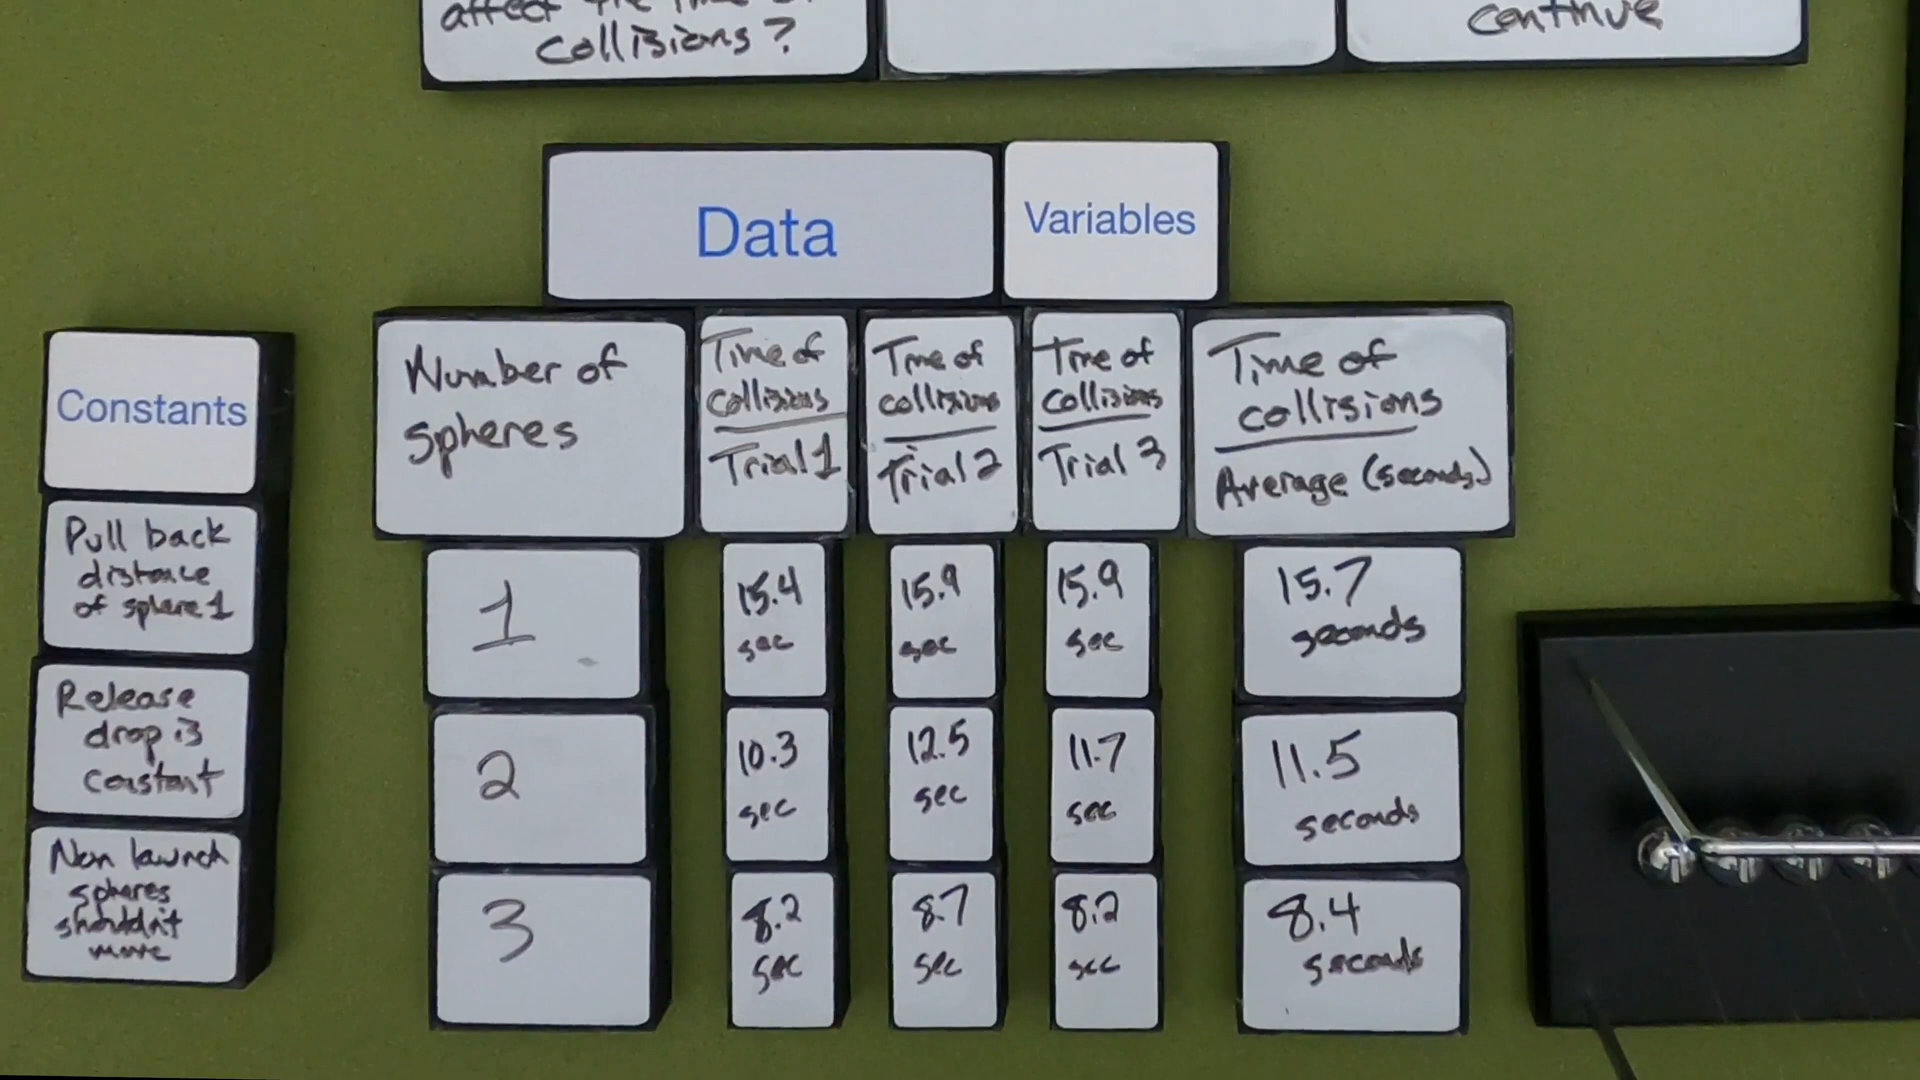 collisions?
continue
Data
Variables
Constants
Pull back
distance
of sphere 1
Release
drop is
constant
Non launch
spheres
shouldn't
move
Number of
spheres
Time of
collisions
Trial 1
Time of
collisions
Trial 2
Time of
collisions
Trial 3
Time of
collisions
Average (seconds)
1
15.4
sec
15.9
sec
15.9
sec
15.7
seconds
2
10.3
sec
12.5
sec
11.7
sec
11.5
seconds
3
8.2
sec
8.7
sec
8.2
sec
8.4
seconds